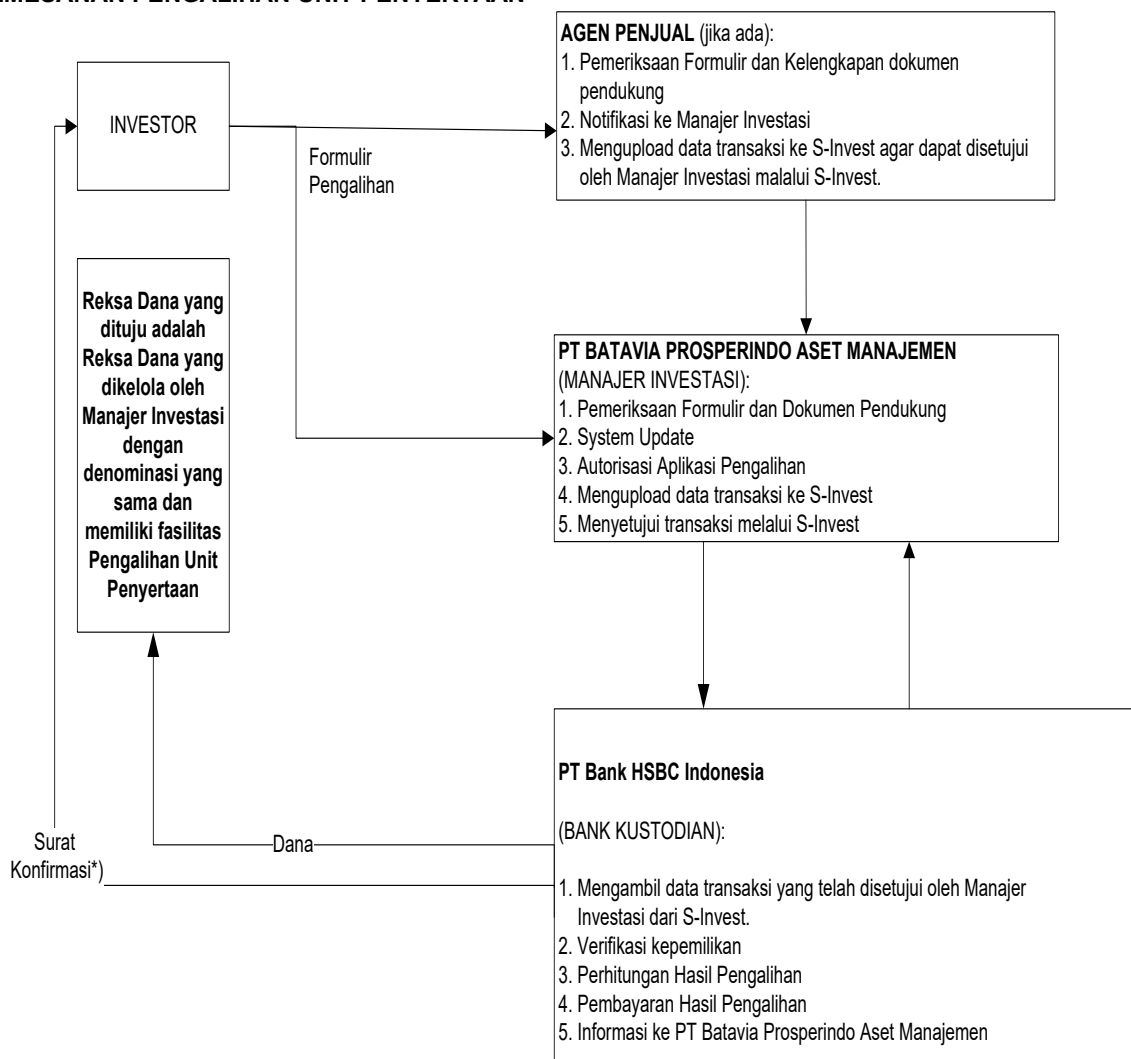 PENGALIHAN UNIT
AGEN PENJUAL (jika ada):
1. Pemeriksaan Formulir dan Kelengkapan dokumen
pendukung
2. Notifikasi ke Manajer Investasi
3. Mengupload data transaksi ke S-Invest agar dapat disetujui
oleh Manajer Investasi malalui S-Invest.
INVESTOR
Formulir
Pengalihan
Reksa Dana yang
dituju adalah
Reksa Dana yang
dikelola oleh
Manajer Investasi
dengan
denominasi yang
sama dan
memiliki fasilitas
Pengalihan Unit
Penyertaan
PT BATAVIA PROSPERINDO ASET MANAJEMEN
(MANAJER INVESTASI):
1. Pemeriksaan Formulir dan Dokumen Pendukung
2. System Update
3. Autorisasi Aplikasi Pengalihan
4. Mengupload data transaksi ke S-Invest
5. Menyetujui transaksi melalui S-Invest
Surat
Konfirmasi*)
Dana
PT Bank HSBC Indonesia
(BANK KUSTODIAN):
1. Mengambil data transaksi yang telah disetujui oleh Manajer
Investasi dari S-Invest.
2. Verifikasi kepemilikan
3. Perhitungan Hasil Pengalihan
4. Pembayaran Hasil Pengalihan
5. Informasi ke PT Batavia Prosperindo Aset Manajemen